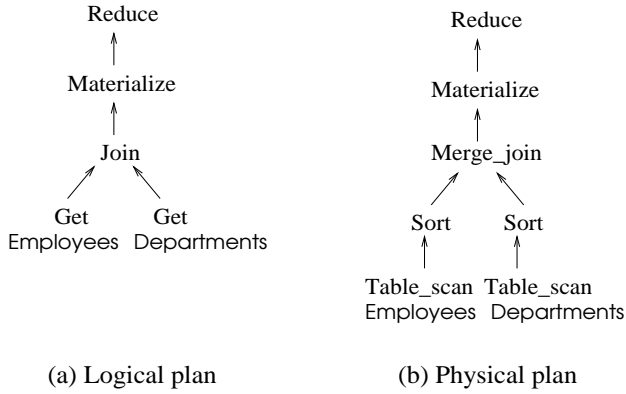 Reduce
Materialize
Join
Get Get
Employees Departments
(a) Logical plan
Reduce
Materialize
Merge_join
Sort Sort
Table_scan Table_scan
Employees Departments
(b) Physical plan